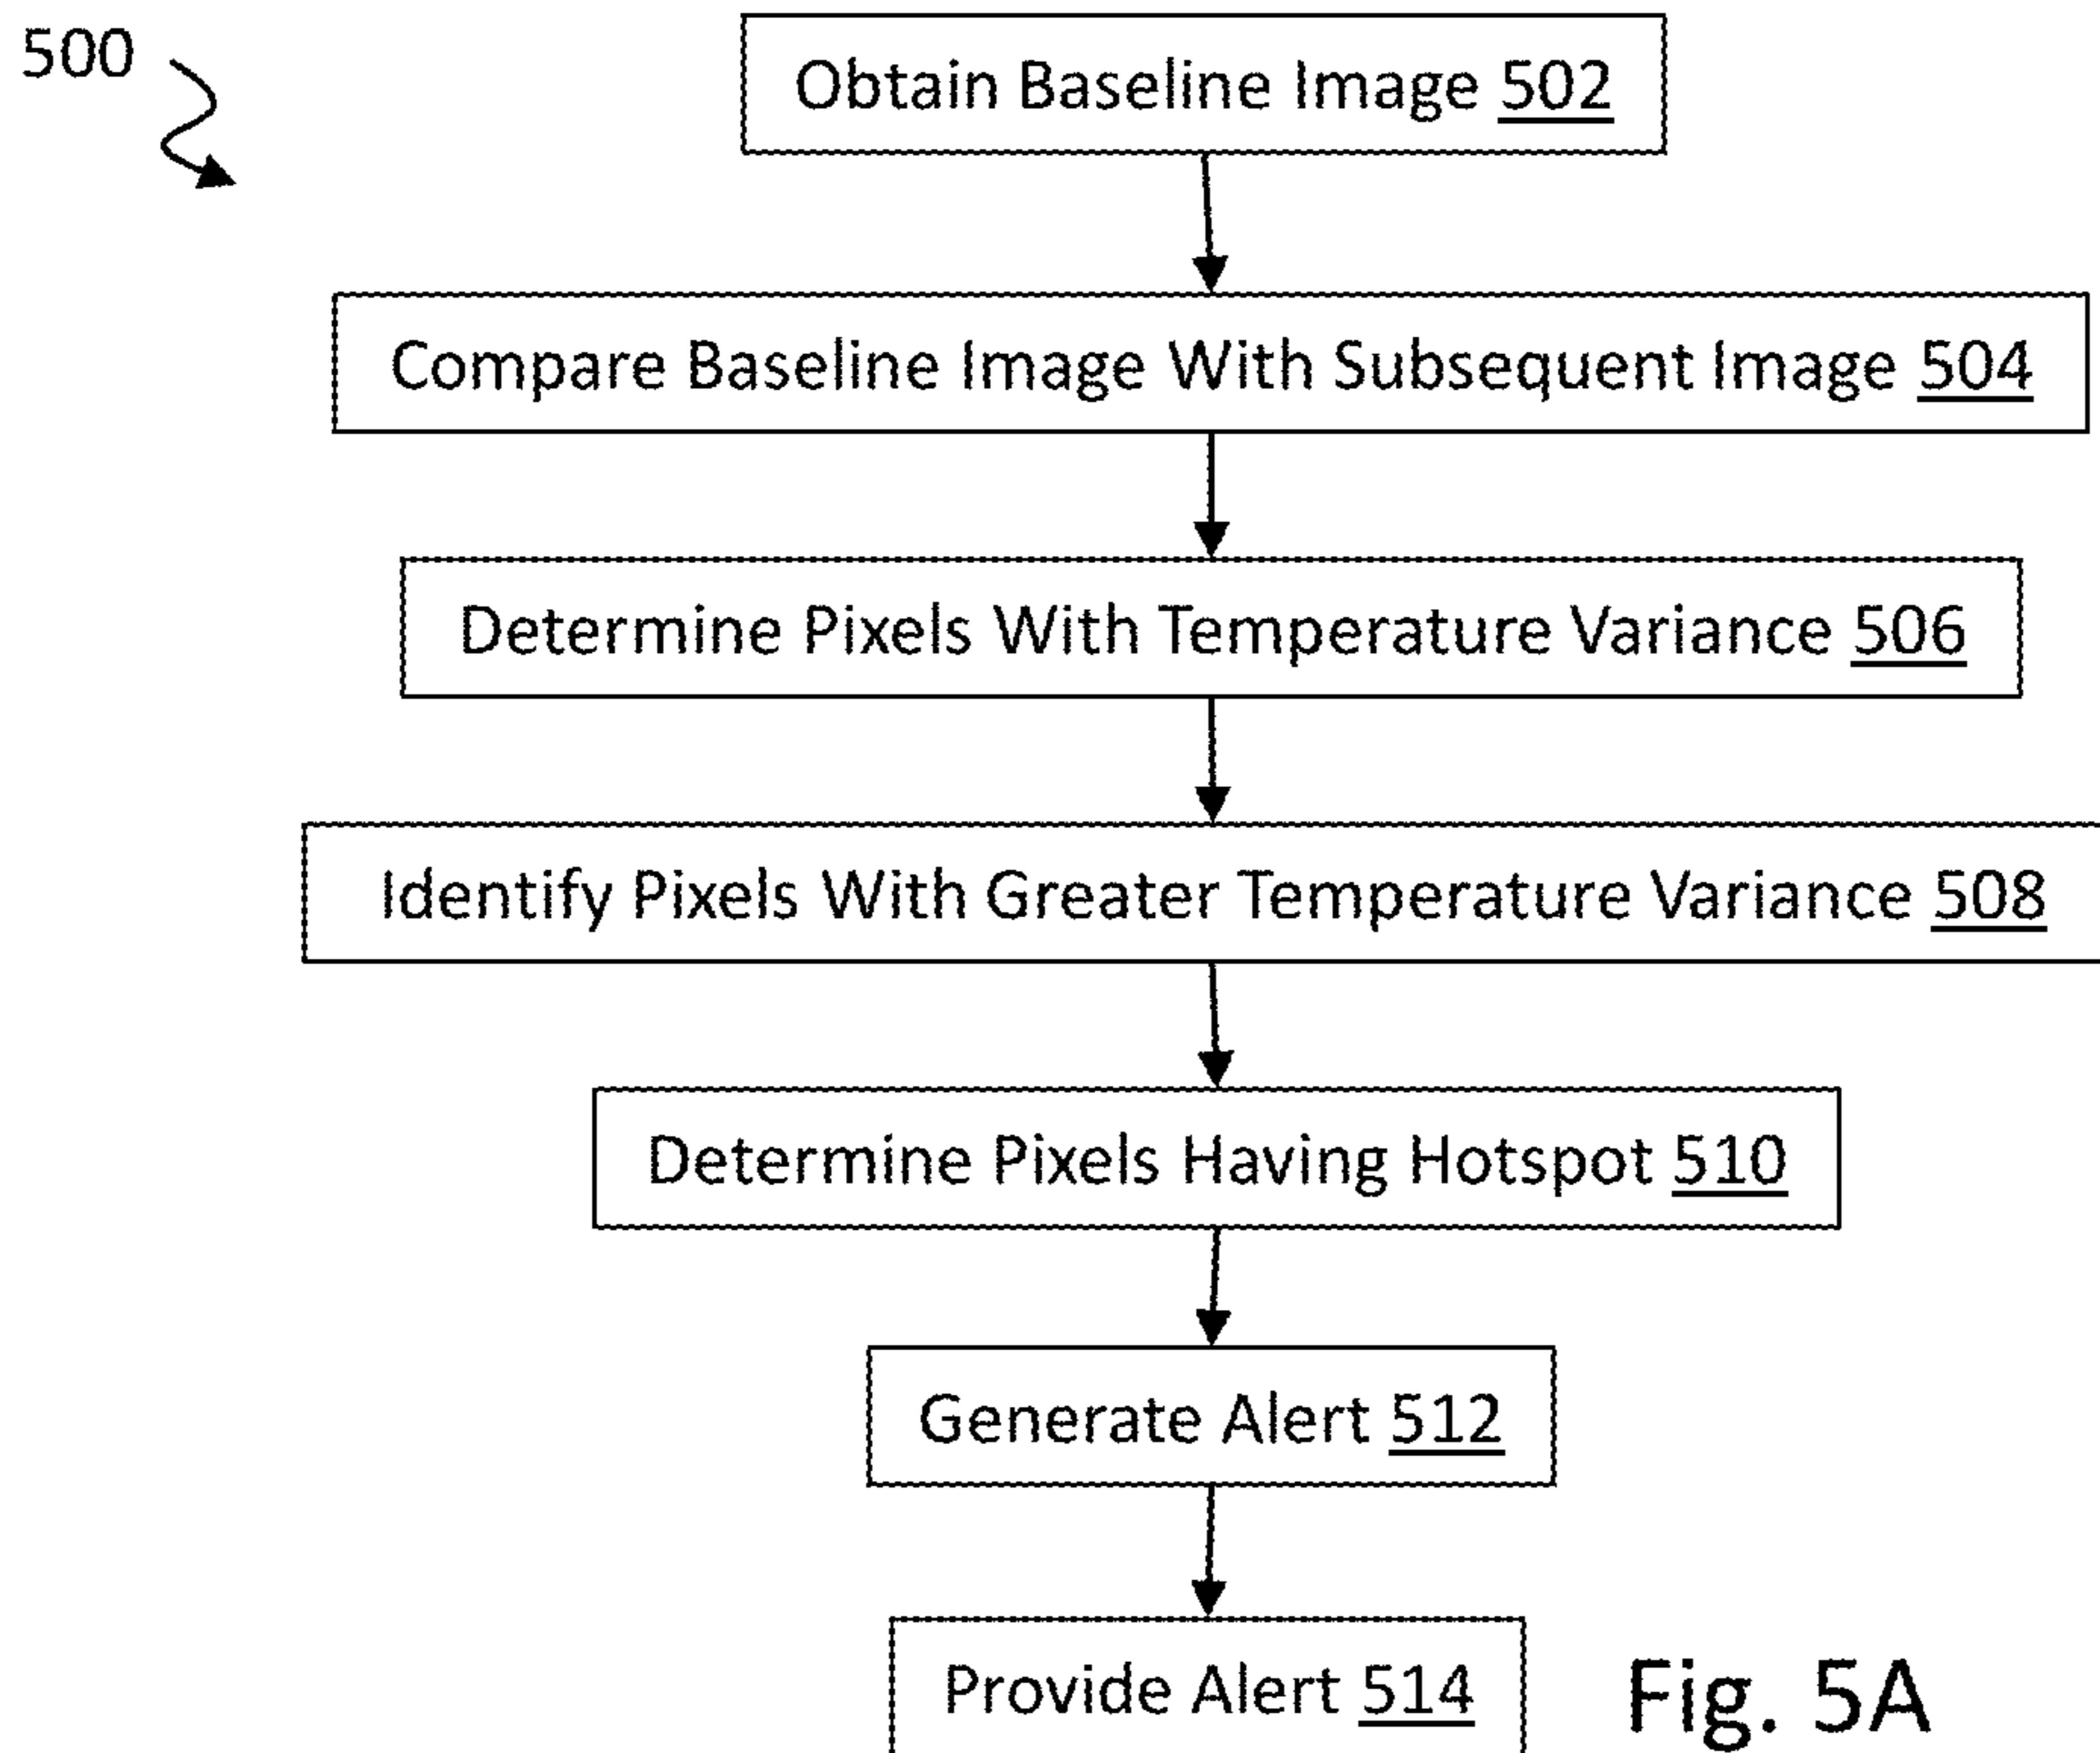 500
Obtain Baseline Image 502
Compare Baseline Image With Subsequent Image 504
Determine Pixels With Temperature Variance 506
Identify Pixels With Greater Temperature Variance 508
Determine Pixels Having Hotspot 510
Generate Alert 512
Provide Alert 514
Fig. 5A